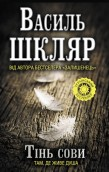 ВАСИЛЬ
ШКЛЯР
ВІД АВТОРА БЕСТСЕЛЕРА «ЗАЛИШЕНЕЦЬ»
ТІНЬ СОВИ
ТАМ, ДЕ ЖИВЕ ДУША